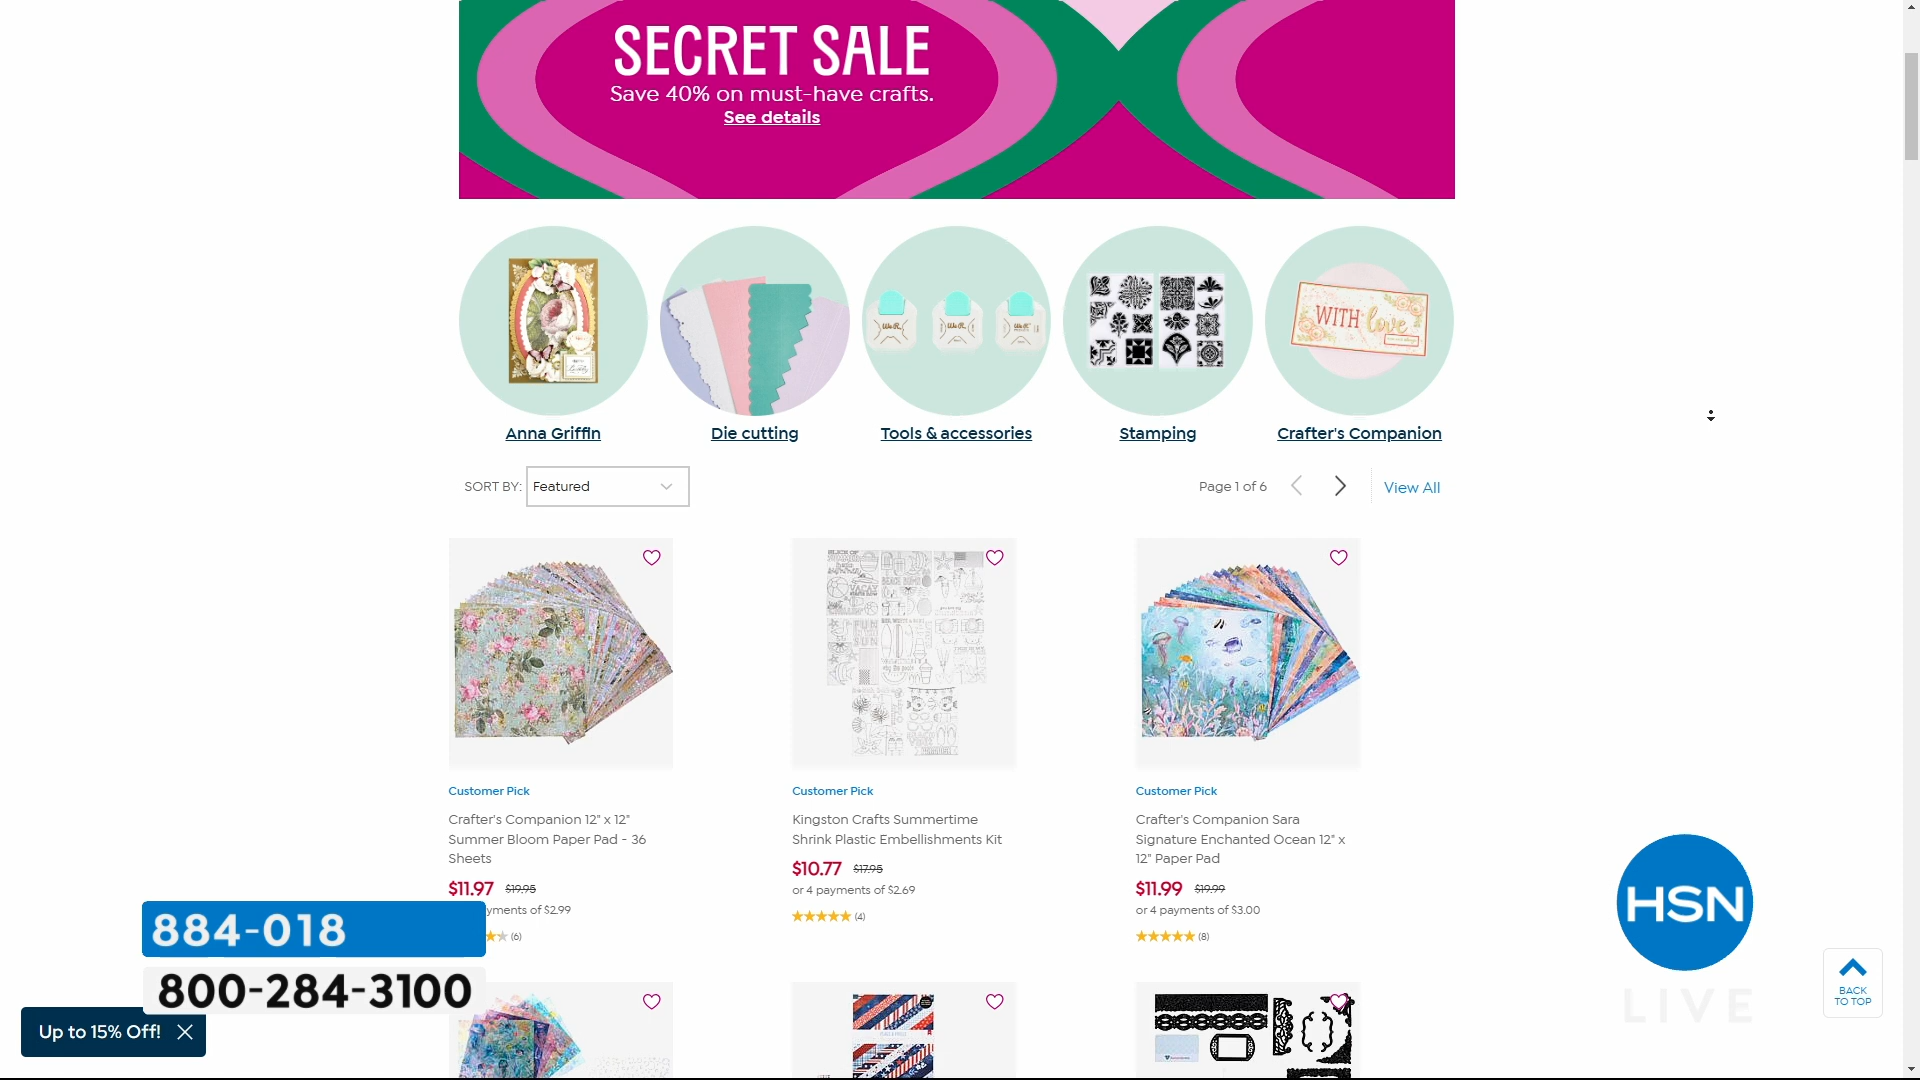 SECRET SALE
Save 40% on must-have crafts.
See details
WITH love
Anna Griffin
Die cutting
Tools & accessories
Stamping
Crafter's Companion
SORT BY:
Featured
Page 1 of 6
View All
Customer Pick
Crafter's Companion 12" x 12"
Summer Bloom Paper Pad - 36
Sheets
$11.97 $19.95
yments of $2.99
(6)
Customer Pick
Kingston Crafts Summertime
Shrink Plastic Embellishments Kit
$10.77 $17.95
or 4 payments of $2.69
(4)
Customer Pick
Crafter's Companion Sara
Signature Enchanted Ocean 12" x
12" Paper Pad
$11.99 $19.99
or 4 payments of $3.00
(8)
884-018
800-284-3100
Up to 15% Off!
HSN
LIVE
BACK
TO TOP